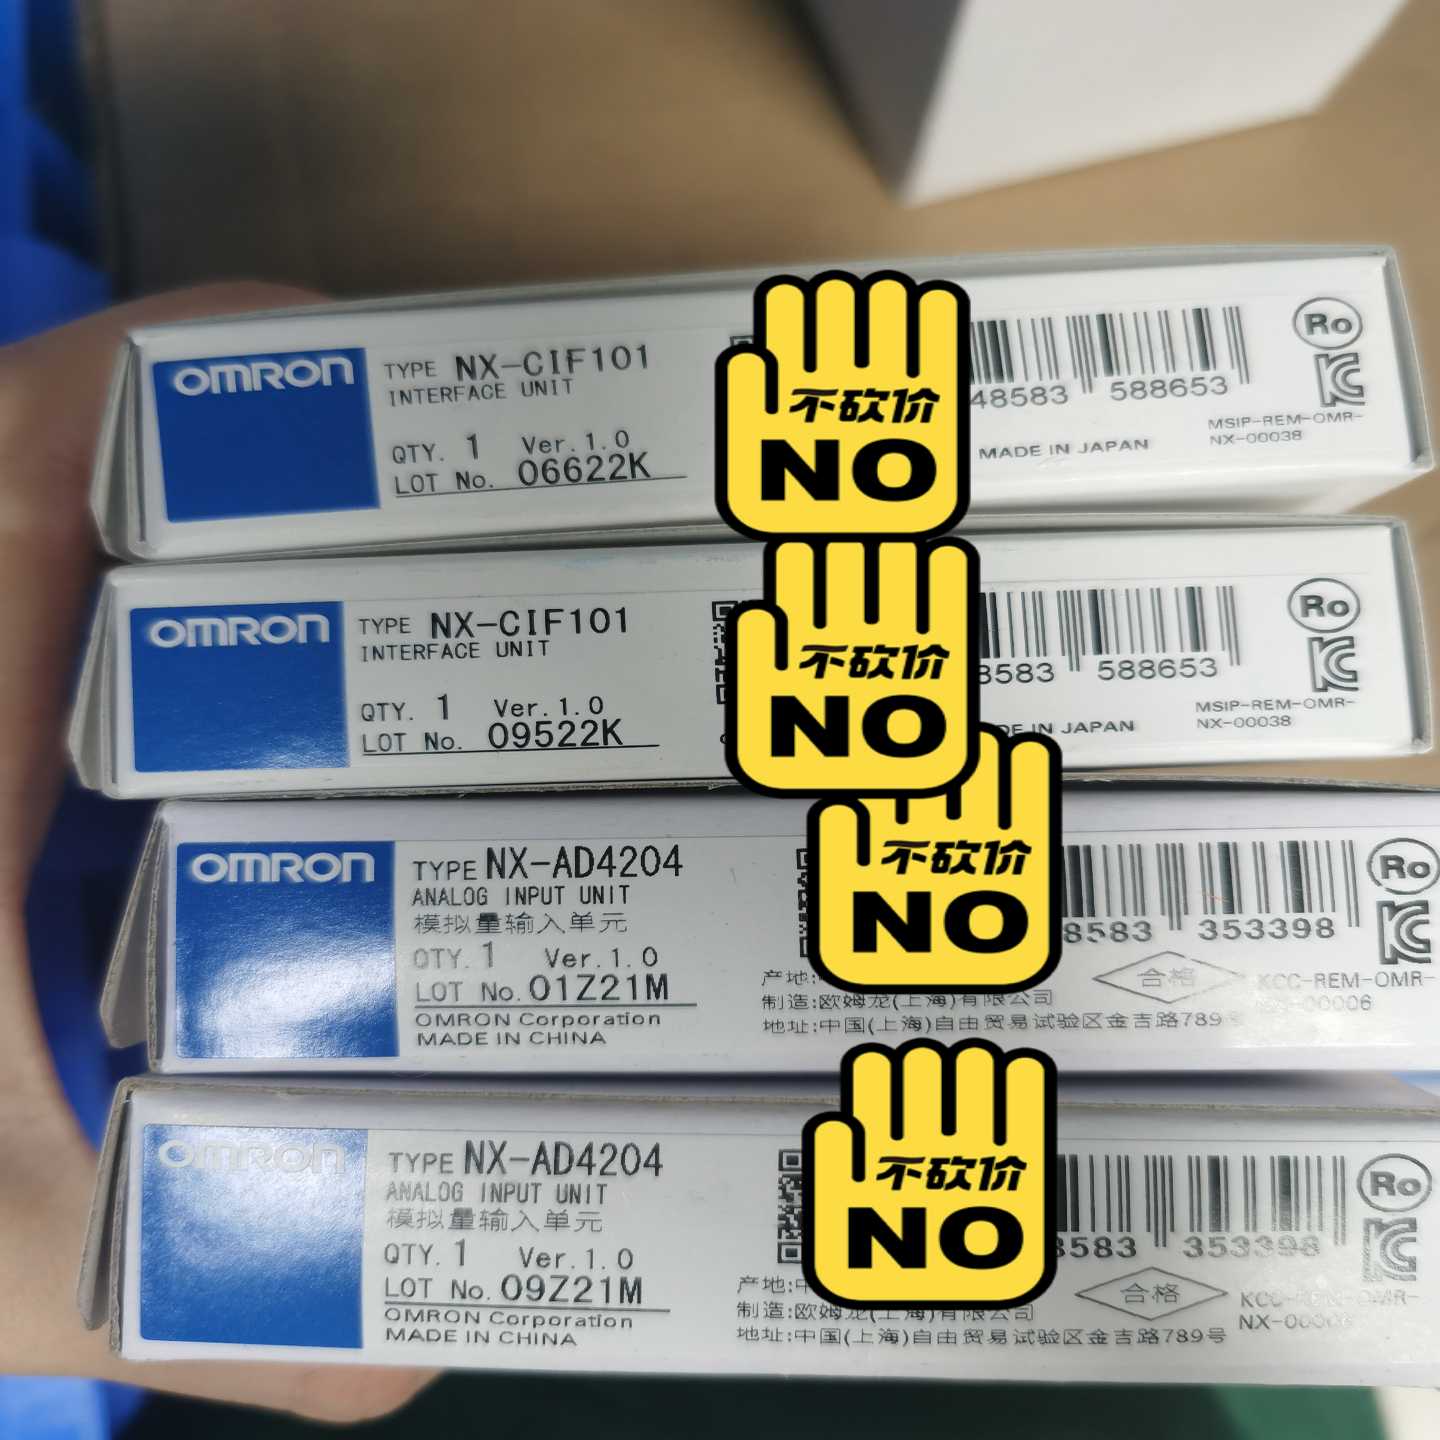 OMRON
TYPE NX-CIF101
INTERFACE UNIT
QTY. 1 Ver.1.0
LOT No. 06622K
不砍价
NO
48583 588653
MADE IN JAPAN
Ro
MSIP-REM-OMR-
NX-00038
OMRON
TYPE NX-CIF101
INTERFACE UNIT
QTY. 1 Ver.1.0
LOT No. 09522K
不砍价
NO
8583 588653
DE IN JAPAN
Ro
MSIP-REM-OMR-
NX-00038
OMRON
TYPE NX-AD4204
ANALOG INPUT UNIT
模拟量输入单元
QTY. 1 Ver.1.0
LOT No. 01Z21M
OMRON Corporation
MADE IN CHINA
不砍价
NO
8583 353398
Ro
产地:
制造:欧姆龙(上海)有限公司
地址:中国(上海)自由贸易试验区金吉路789
合格
KCC-REM-OMR-
00006
OMRON
TYPE NX-AD4204
ANALOG INPUT UNIT
模拟量输入单元
QTY. 1 Ver.1.0
LOT No. 09Z21M
OMRON Corporation
MADE IN CHINA
不砍价
NO
8583 353398
Ro
产地:中
制造:欧姆龙(上海)有限公司
地址:中国(上海)自由贸易试验区金吉路789号
合格
KCC-REM-OMR-